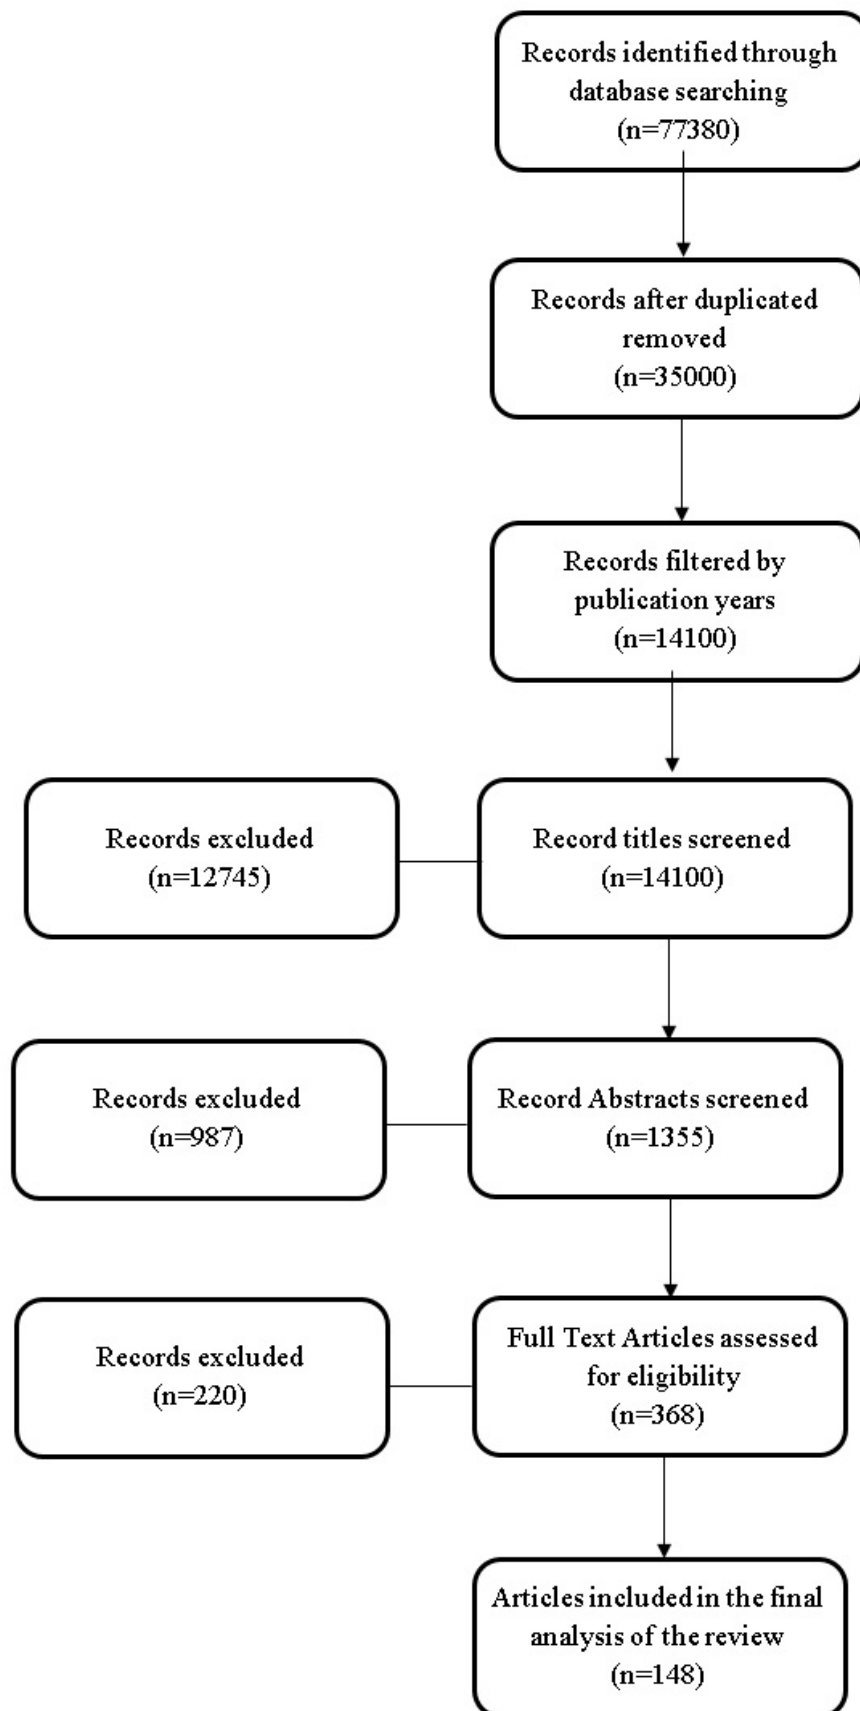 Records identified through
database searching
(n=77380)
Records after duplicated
removed
(n=35000)
Records filtered by
publication years
(n=14100)
Records excluded
(n=12745)
Record titles screened
(n=14100)
Records excluded
(n=987)
Record Abstracts screened
(n=1355)
Records excluded
(n=220)
Full Text Articles assessed
for eligibility
(n=368)
Articles included in the final
analysis of the review
(n=148)